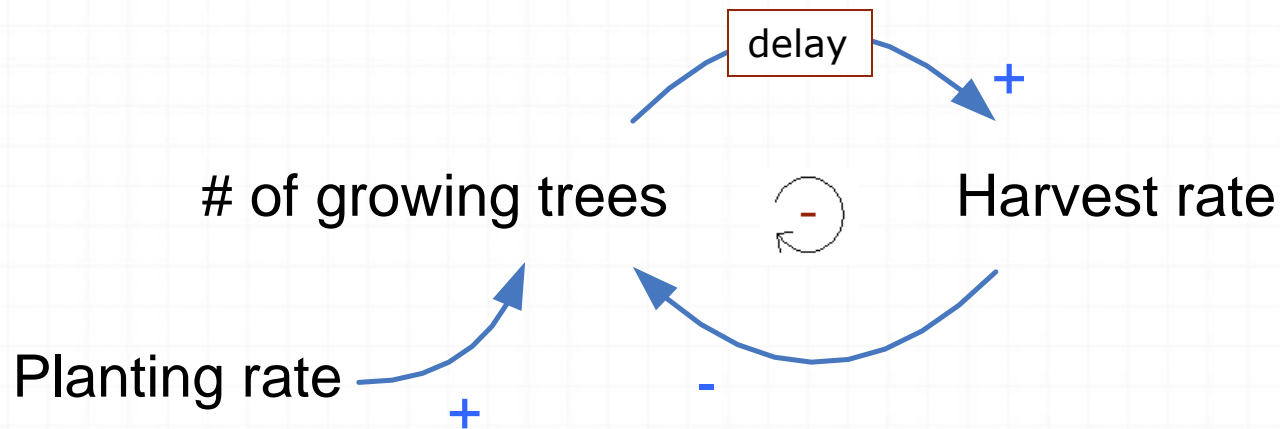 delay
+
# of growing trees
-
Harvest rate
Planting rate
-
+